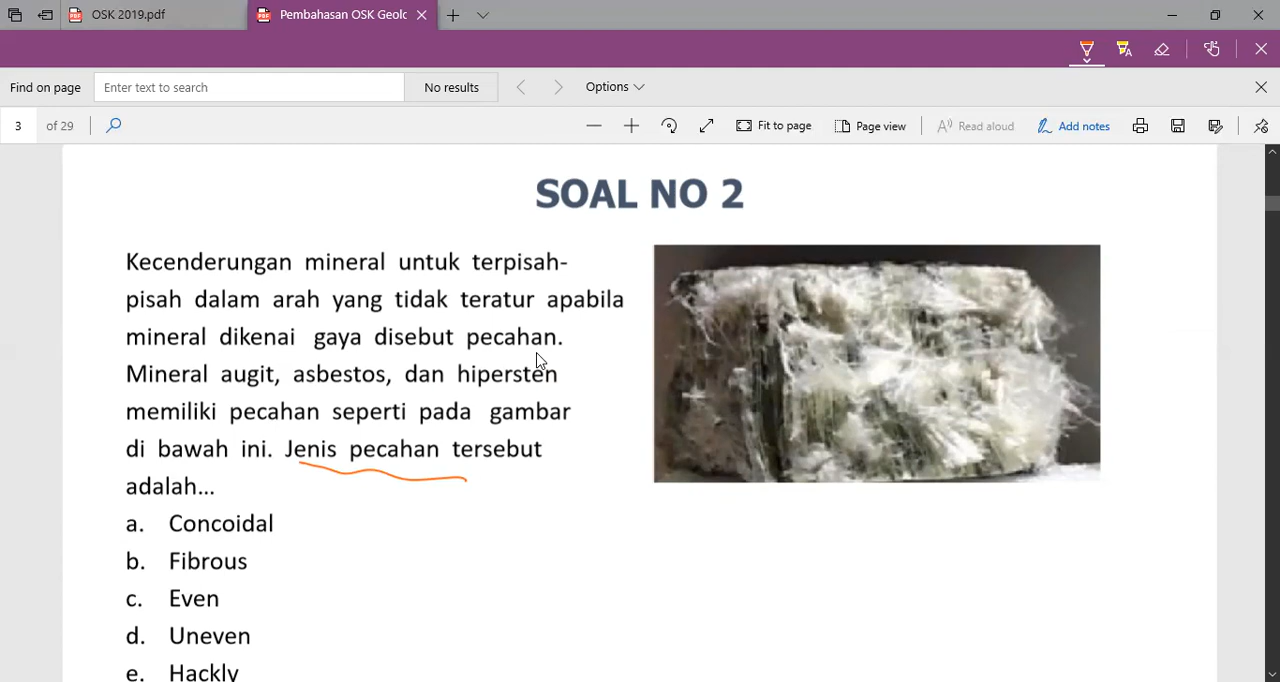 OSK 2019.pdf
Pembahasan OSK Geolo
Find on page
Enter text to search
No results
Options
3 of 29
Fit to page
Page view
Read aloud
Add notes
SOAL NO 2
Kecenderungan mineral untuk terpisah-
pisah dalam arah yang tidak teratur apabila
mineral dikenai gaya disebut pecahan.
Mineral augit, asbestos, dan hipersten
memiliki pecahan seperti pada gambar
di bawah ini. Jenis pecahan tersebut
adalah...
a. Concoidal
b. Fibrous
c. Even
d. Uneven
e. Hackly